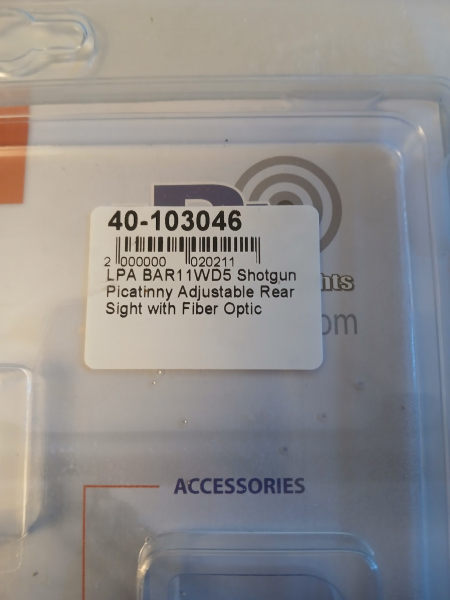 40-103046
2 000000 020211
LPA BAR11WD5 Shotgun
Picatinny Adjustable Rear
Sight with Fiber Optic
ACCESSORIES